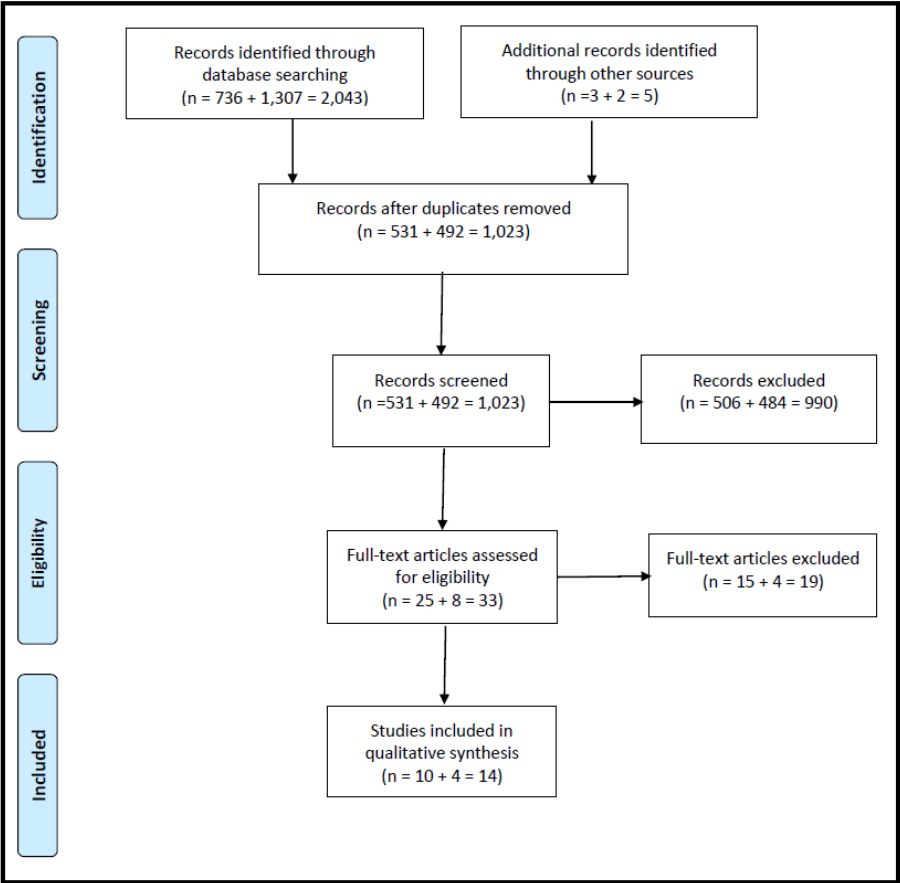 Identification
Records identified through
database searching
(n = 736 + 1,307 = 2,043)
Additional records identified
through other sources
(n =3 + 2 = 5)
Records after duplicates removed
(n = 531 + 492 = 1,023)
Screening
Records screened
(n =531 + 492 = 1,023)
Records excluded
(n = 506 + 484 = 990)
Eligibility
Full-text articles assessed
for eligibility
(n = 25 + 8 = 33)
Full-text articles excluded
(n = 15 + 4 = 19)
Included
Studies included in
qualitative synthesis
(n = 10 + 4 = 14)